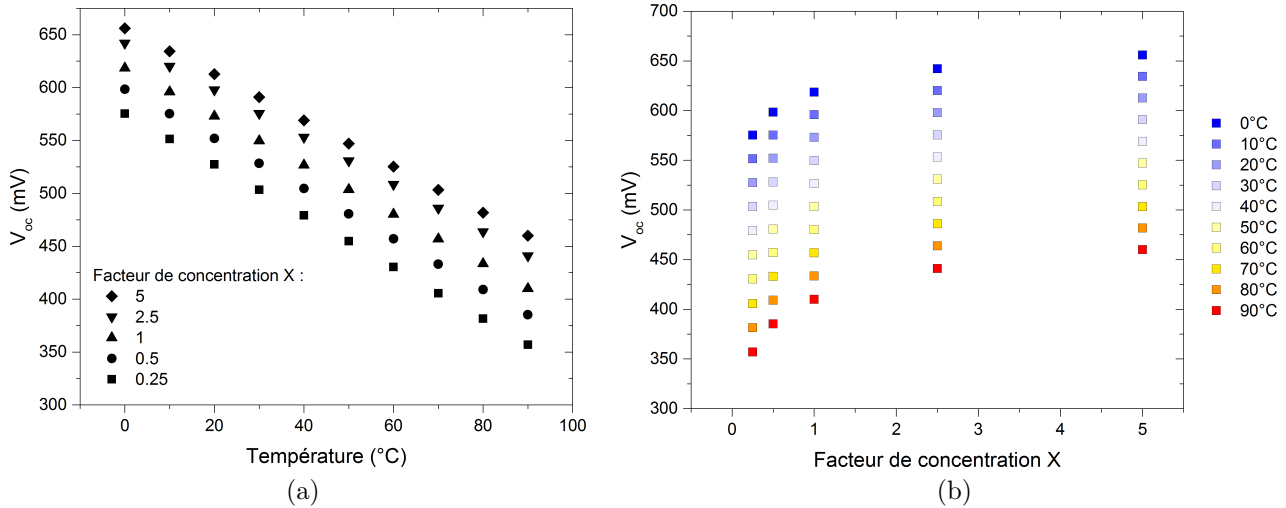 650
600
550
500
450
400
350
300
V_oc (mV)
Facteur de concentration X :
5
2.5
1
0.5
0.25
0 20 40 60 80 100
Température (°C)
(a)
700
650
600
550
500
450
400
350
300
V_oc (mV)
0 1 2 3 4 5
Facteur de concentration X
0°C
10°C
20°C
30°C
40°C
50°C
60°C
70°C
80°C
90°C
(b)